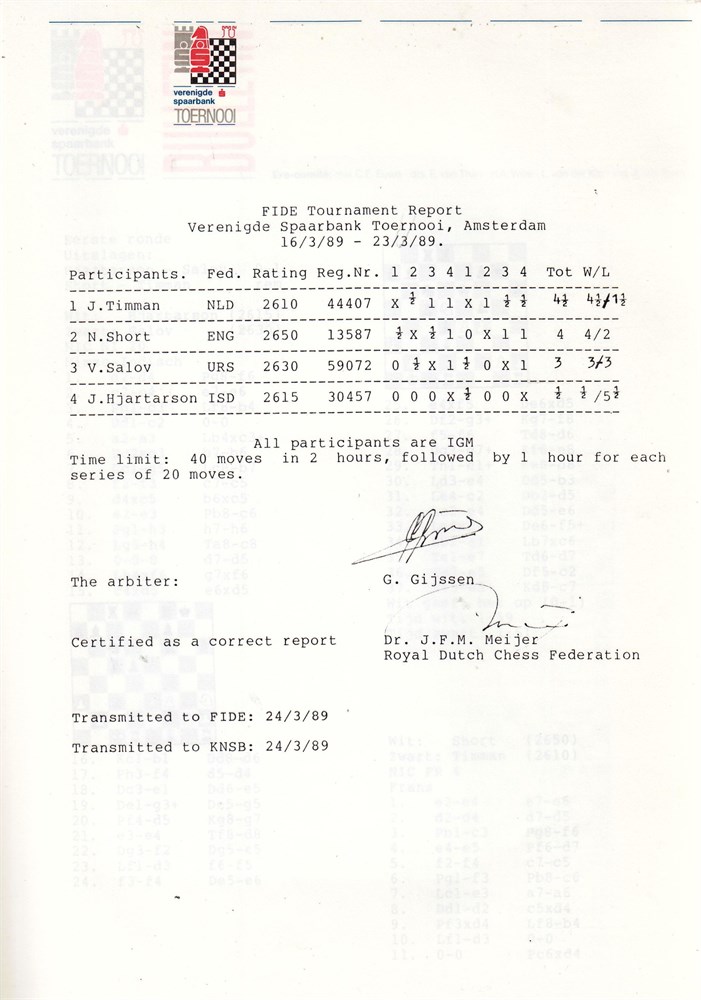 verenigde
spaarbank
TOERNOOI
FIDE Tournament Report
Verenigde Spaarbank Toernooi, Amsterdam
16/3/89 - 23/3/89.
Participants. Fed. Rating Reg.Nr. 1 2 3 4 1 2 3 4 Tot W/L
1 J.Timman NLD 2610 44407 X ½ 1 1 X 1 ½ ½ 4½ 4½/1½
2 N.Short ENG 2650 13587 ½ X ½ 1 0 X 1 1 4 4/2
3 V.Salov URS 2630 59072 0 ½ X 1 ½ 0 X 1 3 3/3
4 J.Hjartarson ISD 2615 30457 0 0 0 X ½ 0 0 X ½ ½/5½
All participants are IGM
Time limit: 40 moves in 2 hours, followed by 1 hour for each
series of 20 moves.
The arbiter: G. Gijssen
Certified as a correct report Dr. J.F.M. Meijer
Royal Dutch Chess Federation
Transmitted to FIDE: 24/3/89
Transmitted to KNSB: 24/3/89